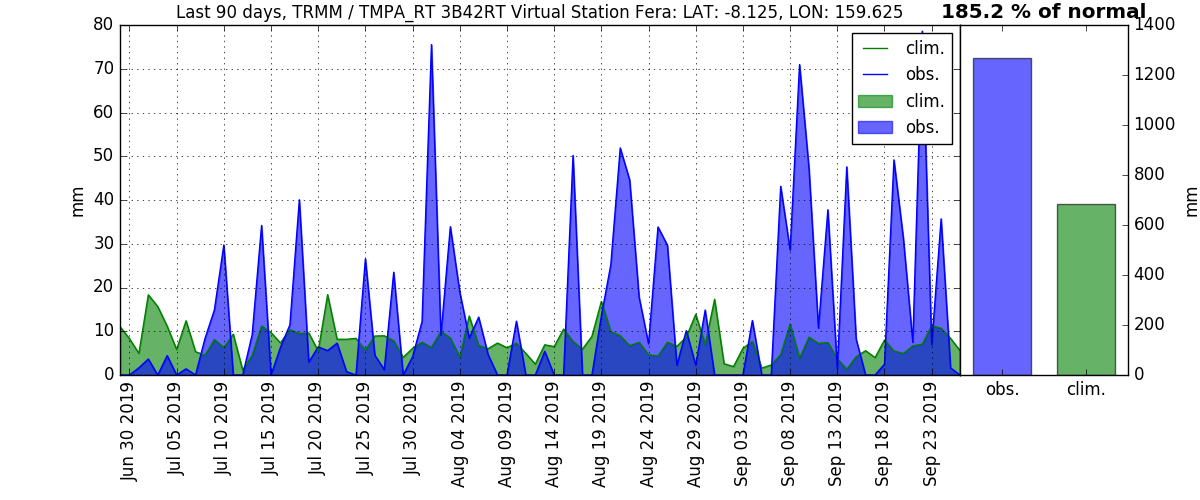 Last 90 days, TRMM / TMPA_RT 3B42RT Virtual Station Fera: LAT: -8.125, LON: 159.625
185.2 % of normal
80
70
60
50
40
30
20
10
0
mm
clim.
obs.
clim.
obs.
Jun 30 2019
Jul 05 2019
Jul 10 2019
Jul 15 2019
Jul 20 2019
Jul 25 2019
Jul 30 2019
Aug 04 2019
Aug 09 2019
Aug 14 2019
Aug 19 2019
Aug 24 2019
Aug 29 2019
Sep 03 2019
Sep 08 2019
Sep 13 2019
Sep 18 2019
Sep 23 2019
1400
1200
1000
800
600
400
200
0
mm
obs.
clim.